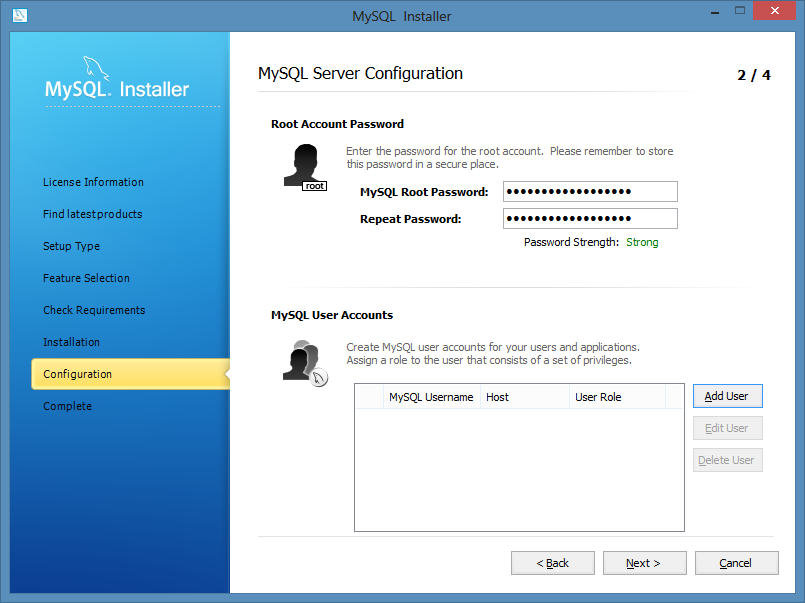 MySQL Installer
MySQL. Installer
License Information
Find latest products
Setup Type
Feature Selection
Check Requirements
Installation
Configuration
Complete
MySQL Server Configuration
2 / 4
Root Account Password
Enter the password for the root account. Please remember to store
this password in a secure place.
root
MySQL Root Password: ●●●●●●●●●●●●●●●●●●
Repeat Password: ●●●●●●●●●●●●●●●●●●
Password Strength: Strong
MySQL User Accounts
Create MySQL user accounts for your users and applications.
Assign a role to the user that consists of a set of privileges.
MySQL Username Host User Role
Add User
Edit User
Delete User
< Back Next > Cancel